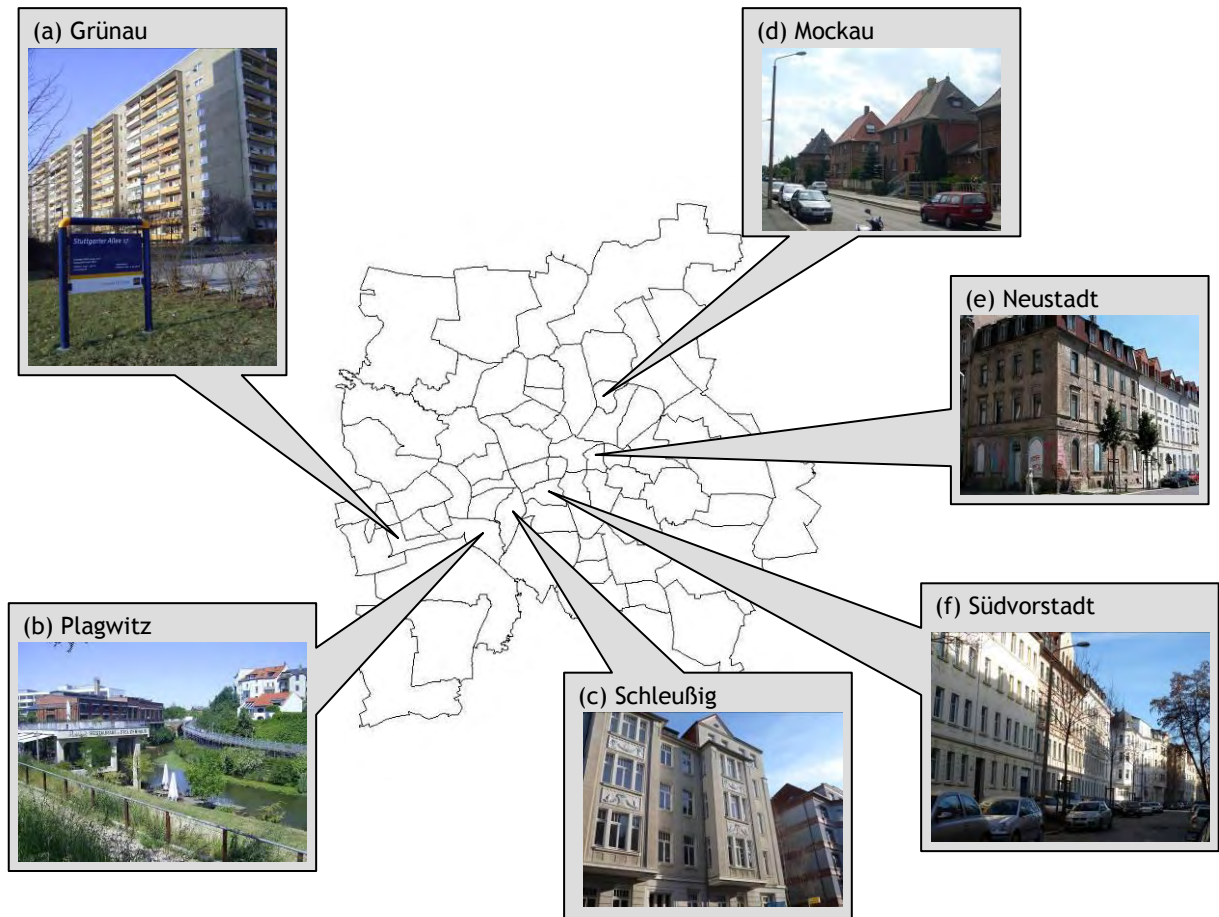 (a) Grünau
Stuttgarter Allee
(b) Plagwitz
(c) Schleußig
(d) Mockau
(e) Neustadt
(f) Südvorstadt